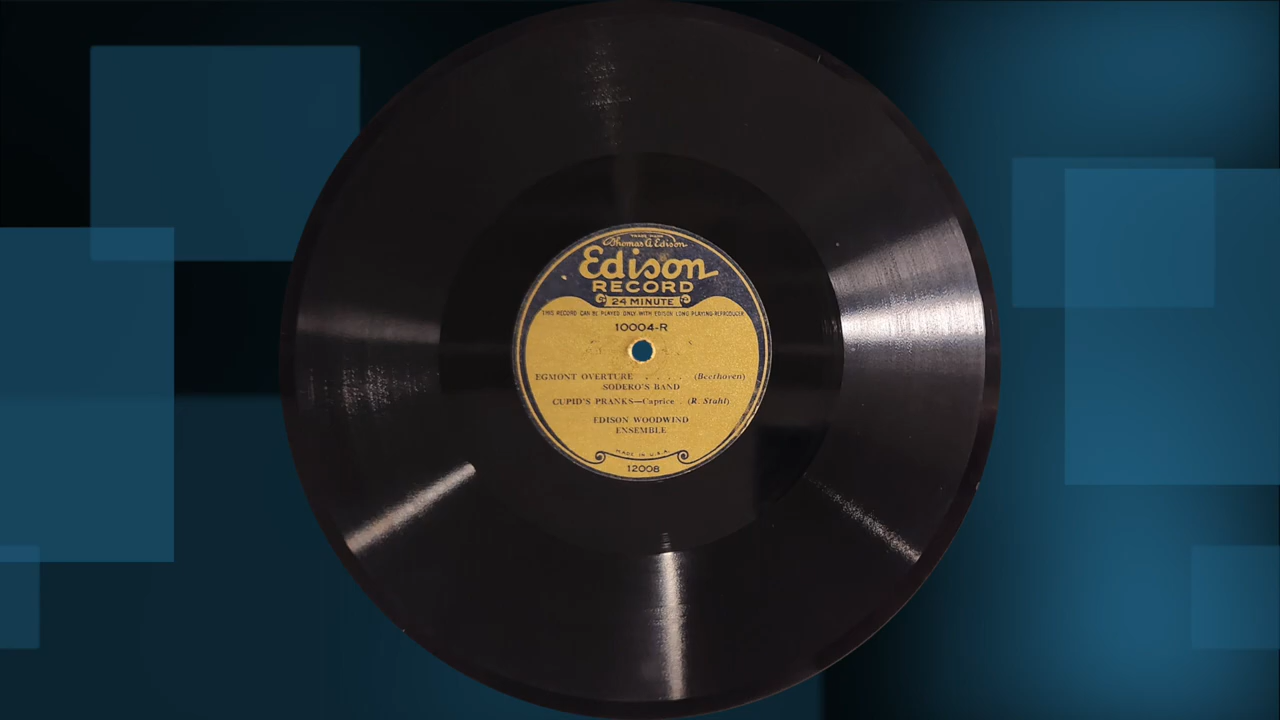 TRADE MARK
Thomas A Edison
Edison
RECORD
24 MINUTE
THIS RECORD CAN BE PLAYED ONLY WITH EDISON LONG PLAYING REPRODUCER
10004-R
EGMONT OVERTURE . . . . (Beethoven)
SODERO'S BAND
CUPID'S PRANKS—Caprice . (R. Stahl)
EDISON WOODWIND
ENSEMBLE
MADE IN U.S.A.
12008